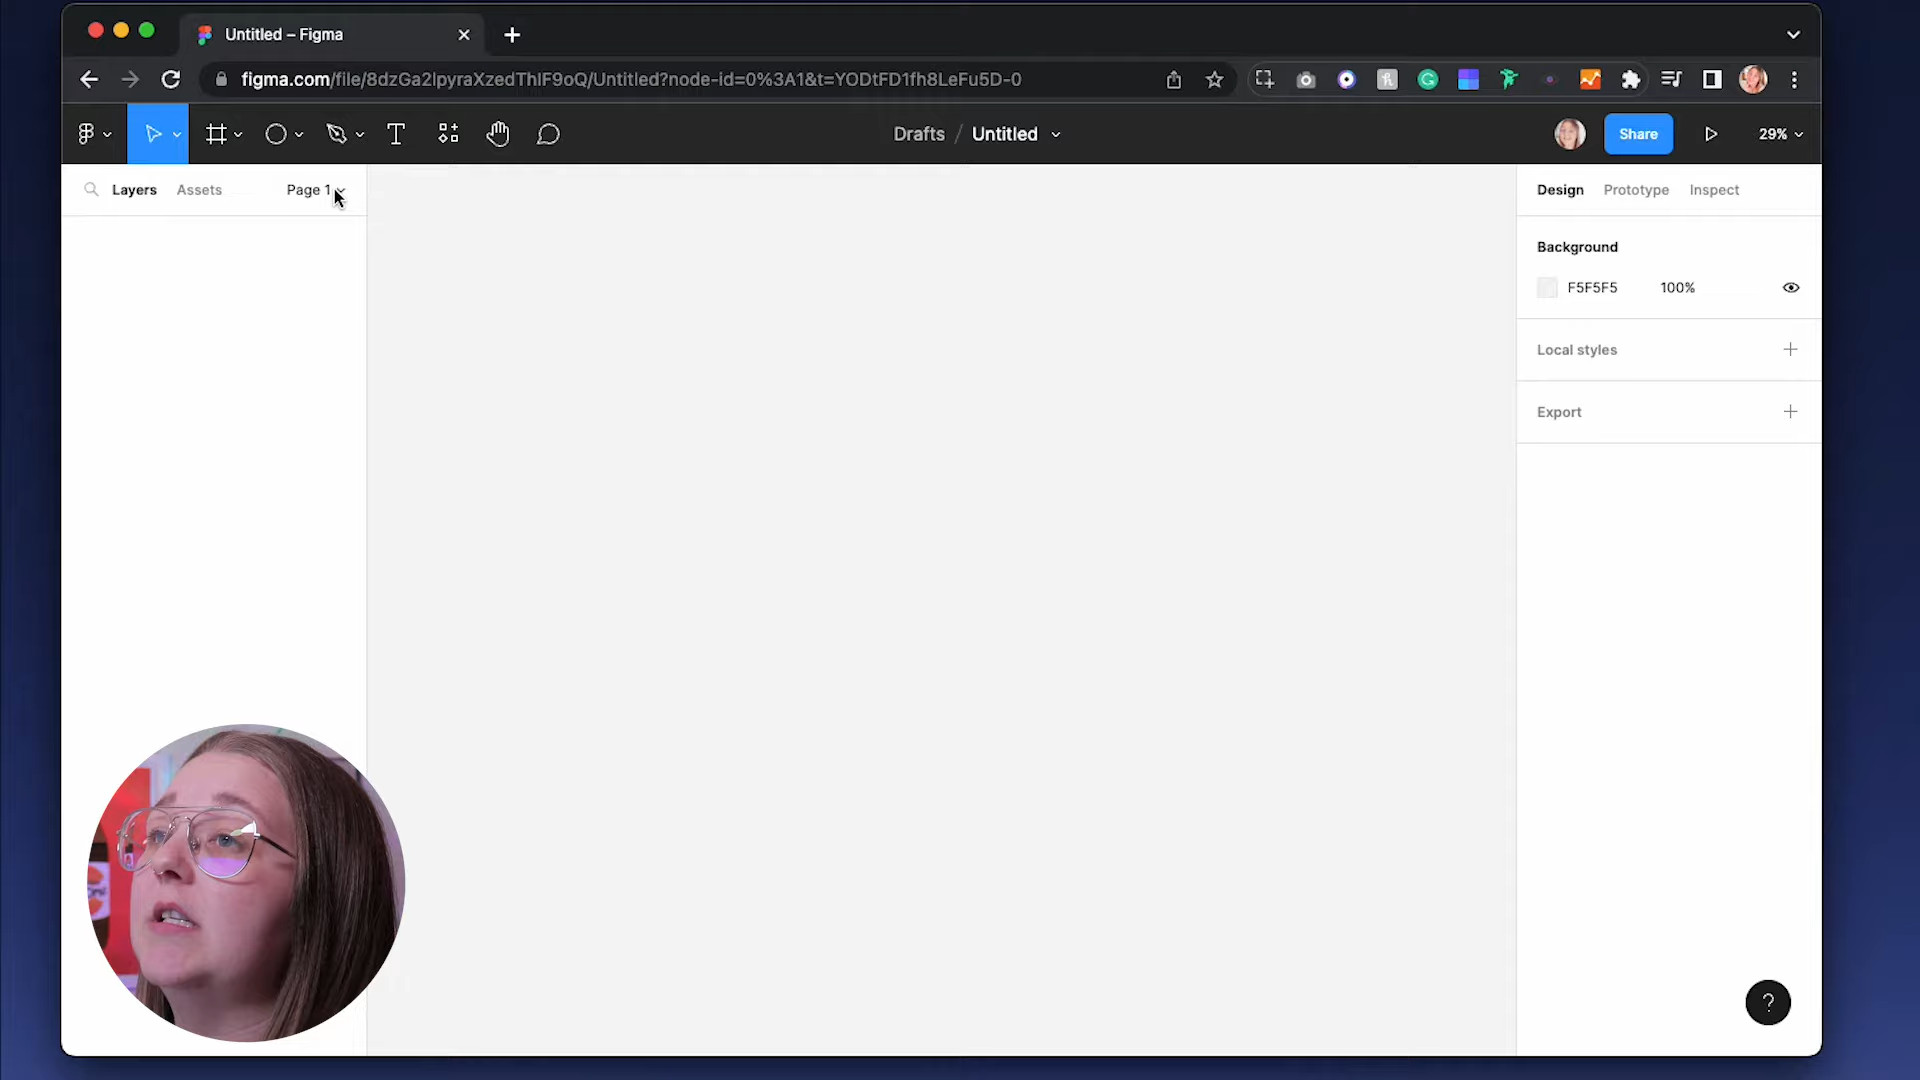 Untitled – Figma
figma.com/file/8dzGa2lpyraXzedThIF9oQ/Untitled?node-id=0%3A1&t=YODtFD1fh8LeFu5D-0
Drafts / Untitled
Share
29%
Layers Assets Page 1
Design Prototype Inspect
Background
F5F5F5 100%
Local styles
Export
?